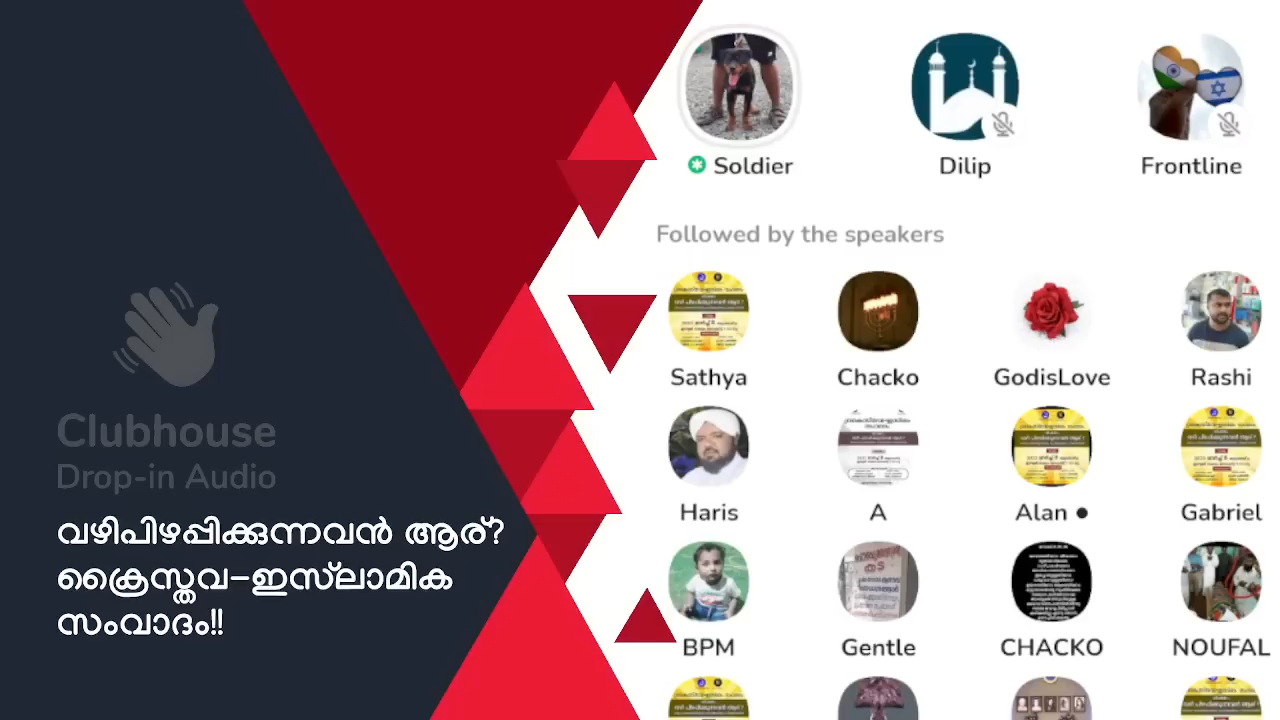 Soldier
Dilip
Frontline
Followed by the speakers
Sathya
Chacko
GodisLove
Rashi
Haris
A
Alan
Gabriel
BPM
Gentle
CHACKO
NOUFAL
Clubhouse
Drop-in Audio
വഴിപിഴപ്പിക്കുന്നവൻ ആര്?
ക്രൈസ്തവ-ഇസ്ലാമിക
സംവാദം!!